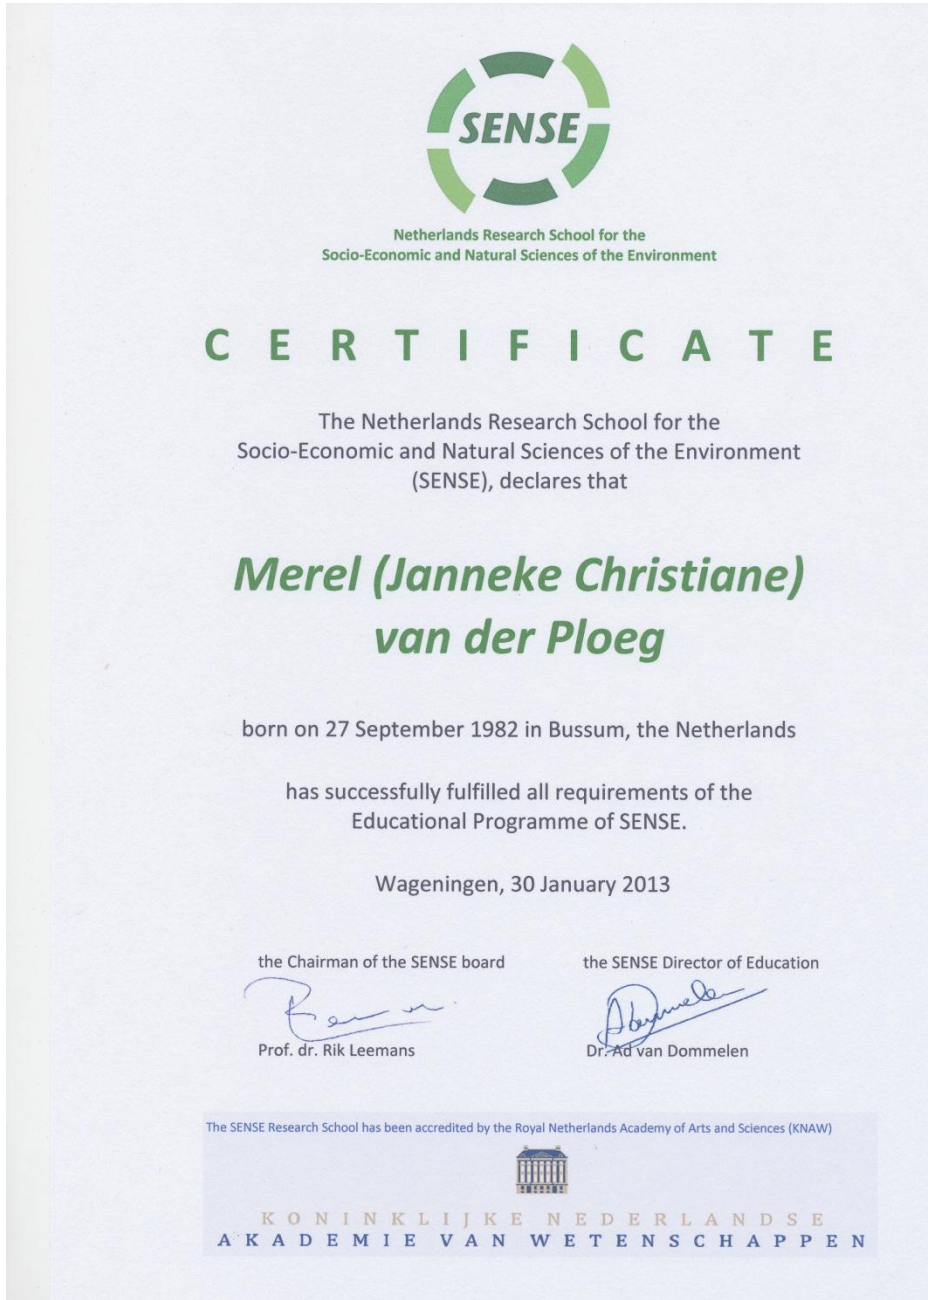 SENSE
Netherlands Research School for the
Socio-Economic and Natural Sciences of the Environment
CERTIFICATE
The Netherlands Research School for the
Socio-Economic and Natural Sciences of the Environment
(SENSE), declares that
Merel (Janneke Christiane)
van der Ploeg
born on 27 September 1982 in Bussum, the Netherlands
has successfully fulfilled all requirements of the
Educational Programme of SENSE.
Wageningen, 30 January 2013
the Chairman of the SENSE board
the SENSE Director of Education
Prof. dr. Rik Leemans
Dr. Ad van Dommelen
The SENSE Research School has been accredited by the Royal Netherlands Academy of Arts and Sciences (KNAW)
KONINKLIJKE NEDERLANDSE
AKADEMIE VAN WETENSCHAPPEN